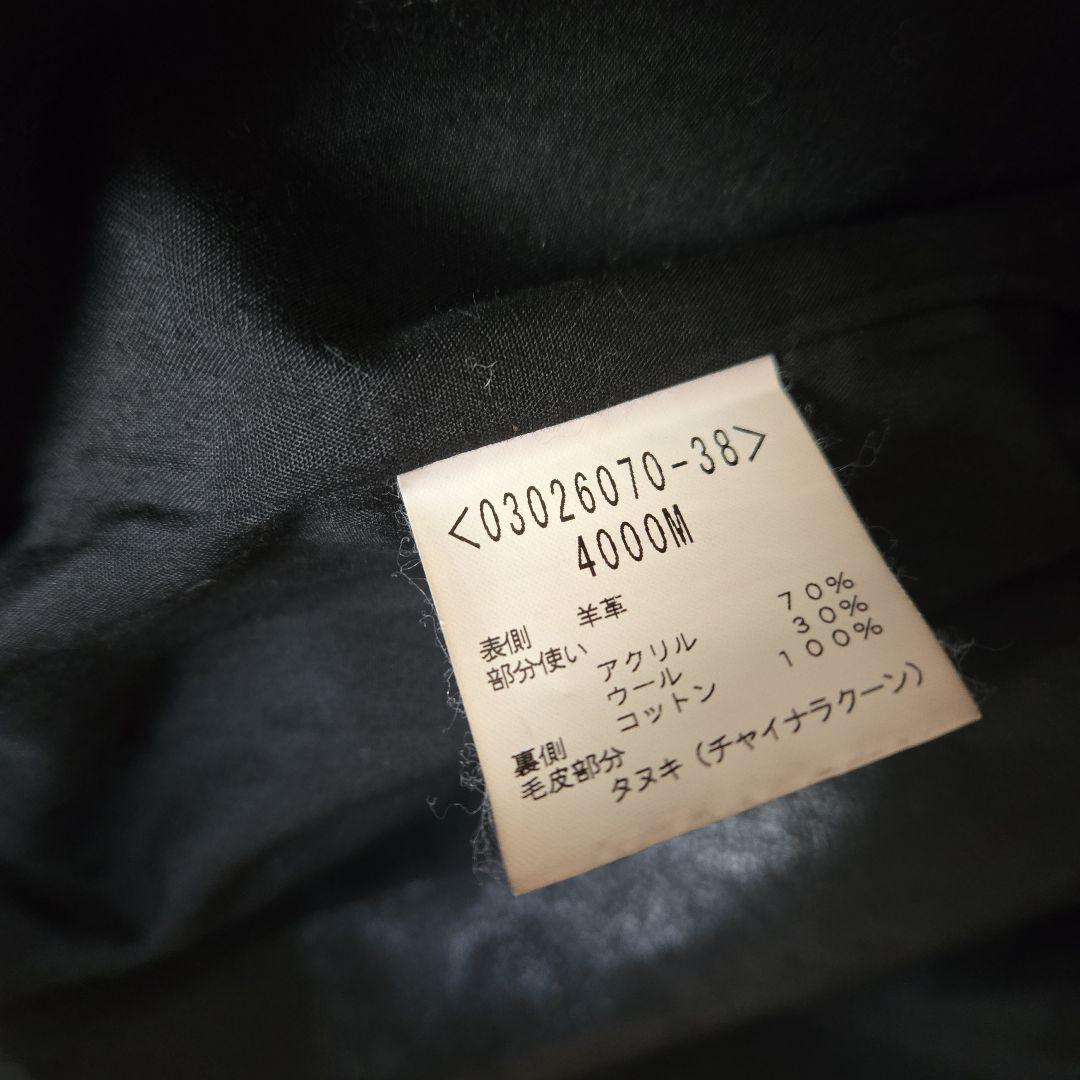 <03026070-38>
4000M
表側 羊革
部分使い アクリル 70%
ウール 30%
裏側 コットン 100%
毛皮部分 タヌキ(チャイナラクーン)